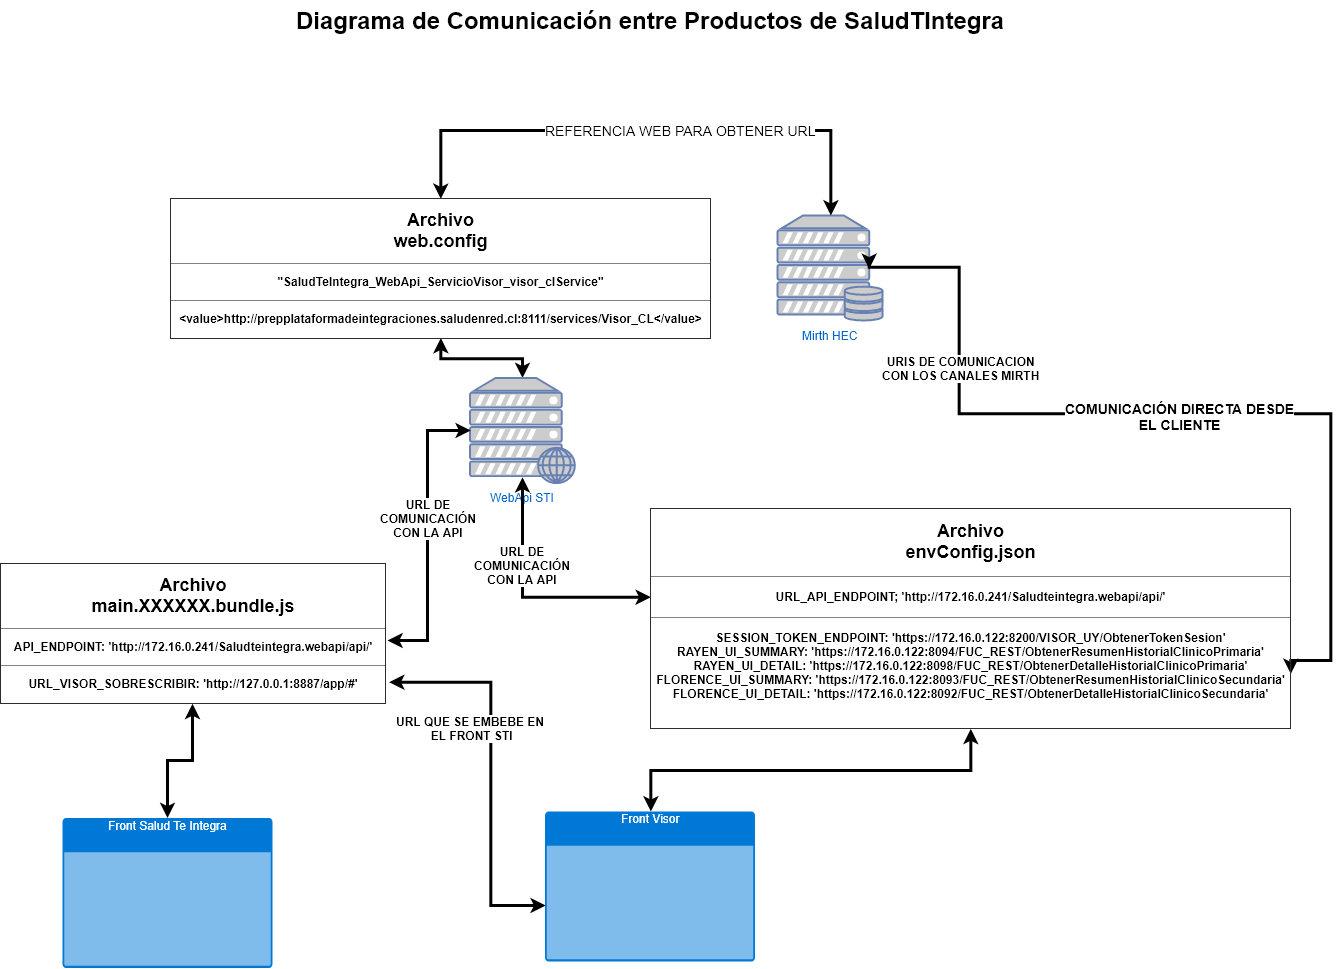 Diagrama de Comunicación entre Productos de SaludTIntegra
REFERENCIA WEB PARA OBTENER URL
Archivo
web.config
"SaludTeIntegra_WebApi_ServicioVisor_visor_clService"
<value>http://prepplataformadeintegraciones.saludenred.cl:8111/services/Visor_CL</value>
Mirth HEC
URIS DE COMUNICACION
CON LOS CANALES MIRTH
COMUNICACIÓN DIRECTA DESDE
EL CLIENTE
WebApi STI
URL DE
COMUNICACIÓN
CON LA API
URL DE
COMUNICACIÓN
CON LA API
Archivo
envConfig.json
URL_API_ENDPOINT; 'http://172.16.0.241/Saludteintegra.webapi/api/'
SESSION_TOKEN_ENDPOINT: 'https://172.16.0.122:8200/VISOR_UY/ObtenerTokenSesion'
RAYEN_UI_SUMMARY: 'https://172.16.0.122:8094/FUC_REST/ObtenerResumenHistorialClinicoPrimaria'
RAYEN_UI_DETAIL: 'https://172.16.0.122:8098/FUC_REST/ObtenerDetalleHistorialClinicoPrimaria'
FLORENCE_UI_SUMMARY: 'https://172.16.0.122:8093/FUC_REST/ObtenerResumenHistorialClinicoSecundaria'
FLORENCE_UI_DETAIL: 'https://172.16.0.122:8092/FUC_REST/ObtenerDetalleHistorialClinicoSecundaria'
Archivo
main.XXXXXX.bundle.js
API_ENDPOINT: 'http://172.16.0.241/Saludteintegra.webapi/api/'
URL_VISOR_SOBRESCRIBIR: 'http://127.0.0.1:8887/app/#'
URL QUE SE EMBEBE EN
EL FRONT STI
Front Salud Te Integra
Front Visor